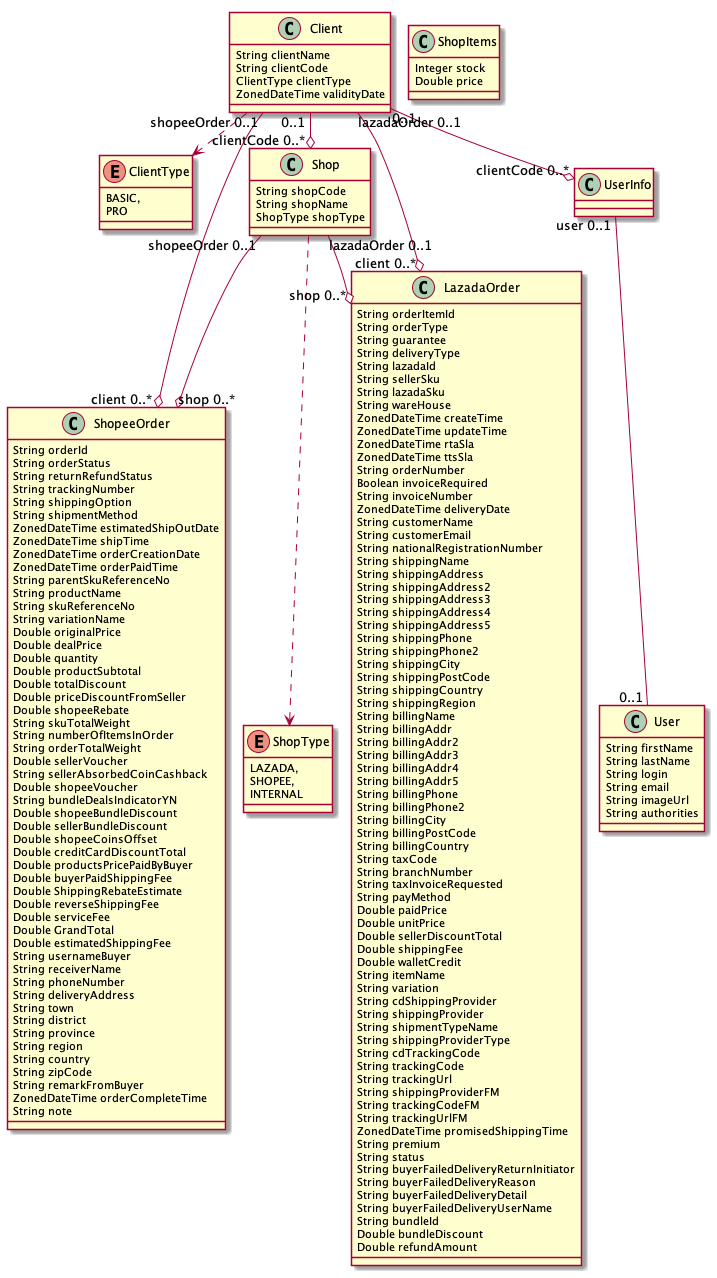 C Client
String clientName
String clientCode
ClientType clientType
ZonedDateTime validityDate
C ShopItems
Integer stock
Double price
shopeeOrder 0..1
0..1
lazadaOrder 0..1
0..1
clientCode 0..*
clientCode 0..*
E ClientType
BASIC,
PRO
C Shop
String shopCode
String shopName
ShopType shopType
C UserInfo
shopeeOrder 0..1
lazadaOrder 0..1
user 0..1
client 0..*
shop 0..*
client 0..*
shop 0..*
C ShopeeOrder
String orderId
String orderStatus
String returnRefundStatus
String trackingNumber
String shippingOption
String shipmentMethod
ZonedDateTime estimatedShipOutDate
ZonedDateTime shipTime
ZonedDateTime orderCreationDate
ZonedDateTime orderPaidTime
String parentSkuReferenceNo
String productName
String skuReferenceNo
String variationName
Double originalPrice
Double dealPrice
Double quantity
Double productSubtotal
Double totalDiscount
Double priceDiscountFromSeller
Double shopeeRebate
String skuTotalWeight
String numberOfItemsInOrder
String orderTotalWeight
Double sellerVoucher
String sellerAbsorbedCoinCashback
Double shopeeVoucher
String bundleDealsIndicatorYN
Double shopeeBundleDiscount
Double sellerBundleDiscount
Double shopeeCoinsOffset
Double creditCardDiscountTotal
Double productsPricePaidByBuyer
Double buyerPaidShippingFee
Double ShippingRebateEstimate
Double reverseShippingFee
Double serviceFee
Double GrandTotal
Double estimatedShippingFee
String usernameBuyer
String receiverName
String phoneNumber
String deliveryAddress
String town
String district
String province
String region
String country
String zipCode
String remarkFromBuyer
ZonedDateTime orderCompleteTime
String note
E ShopType
LAZADA,
SHOPEE,
INTERNAL
C LazadaOrder
String orderItemId
String orderType
String guarantee
String deliveryType
String lazadaId
String sellerSku
String lazadaSku
String wareHouse
ZonedDateTime createTime
ZonedDateTime updateTime
ZonedDateTime rtaSla
ZonedDateTime ttsSla
String orderNumber
Boolean invoiceRequired
String invoiceNumber
ZonedDateTime deliveryDate
String customerName
String customerEmail
String nationalRegistrationNumber
String shippingName
String shippingAddress
String shippingAddress2
String shippingAddress3
String shippingAddress4
String shippingAddress5
String shippingPhone
String shippingPhone2
String shippingCity
String shippingPostCode
String shippingCountry
String shippingRegion
String billingName
String billingAddr
String billingAddr2
String billingAddr3
String billingAddr4
String billingAddr5
String billingPhone
String billingPhone2
String billingCity
String billingPostCode
String billingCountry
String taxCode
String branchNumber
String taxInvoiceRequested
String payMethod
Double paidPrice
Double unitPrice
Double sellerDiscountTotal
Double shippingFee
Double walletCredit
String itemName
String variation
String cdShippingProvider
String shippingProvider
String shipmentTypeName
String shippingProviderType
String cdTrackingCode
String trackingCode
String trackingUrl
String shippingProviderFM
String trackingCodeFM
String trackingUrlFM
ZonedDateTime promisedShippingTime
String premium
String status
String buyerFailedDeliveryReturnInitiator
String buyerFailedDeliveryReason
String buyerFailedDeliveryDetail
String buyerFailedDeliveryUserName
String bundleId
Double bundleDiscount
Double refundAmount
0..1
C User
String firstName
String lastName
String login
String email
String imageUrl
String authorities